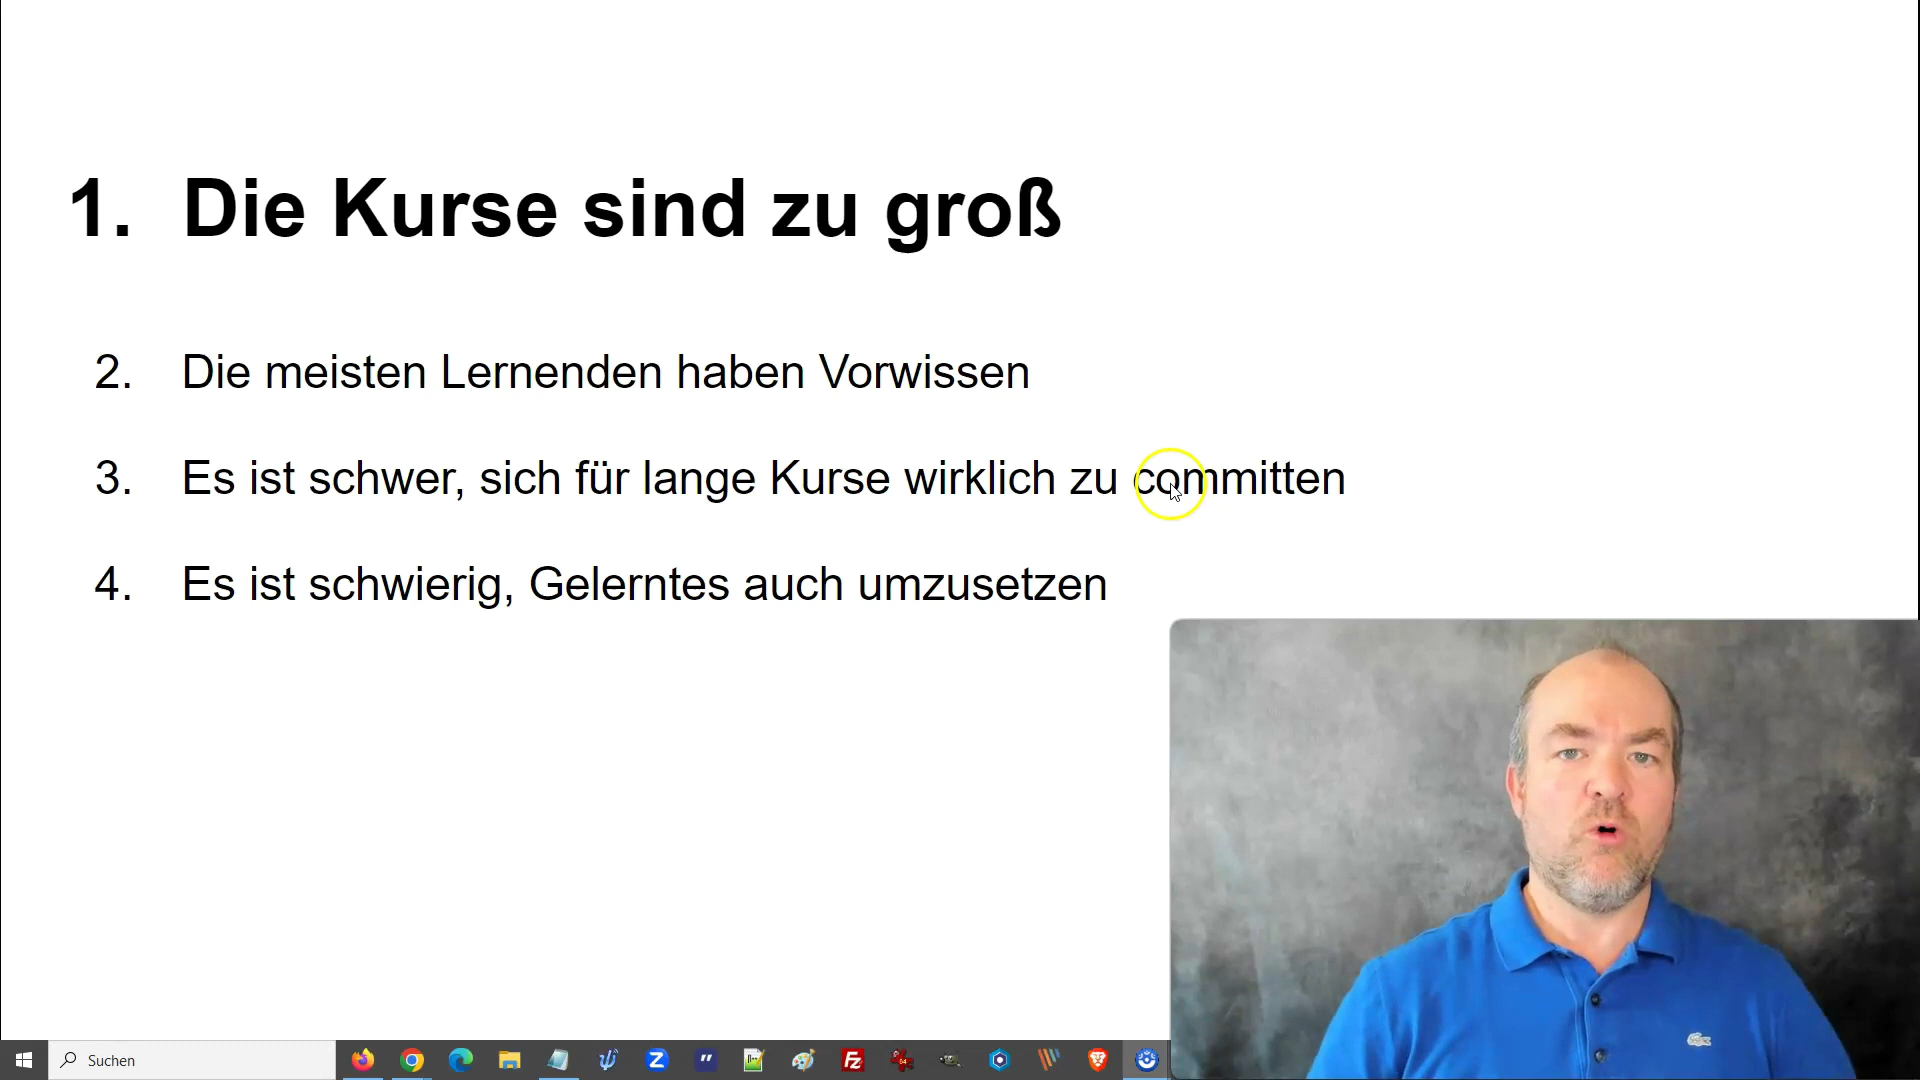 1. Die Kurse sind zu groß
2. Die meisten Lernenden haben Vorwissen
3. Es ist schwer, sich für lange Kurse wirklich zu committen
4. Es ist schwierig, Gelerntes auch umzusetzen
Suchen